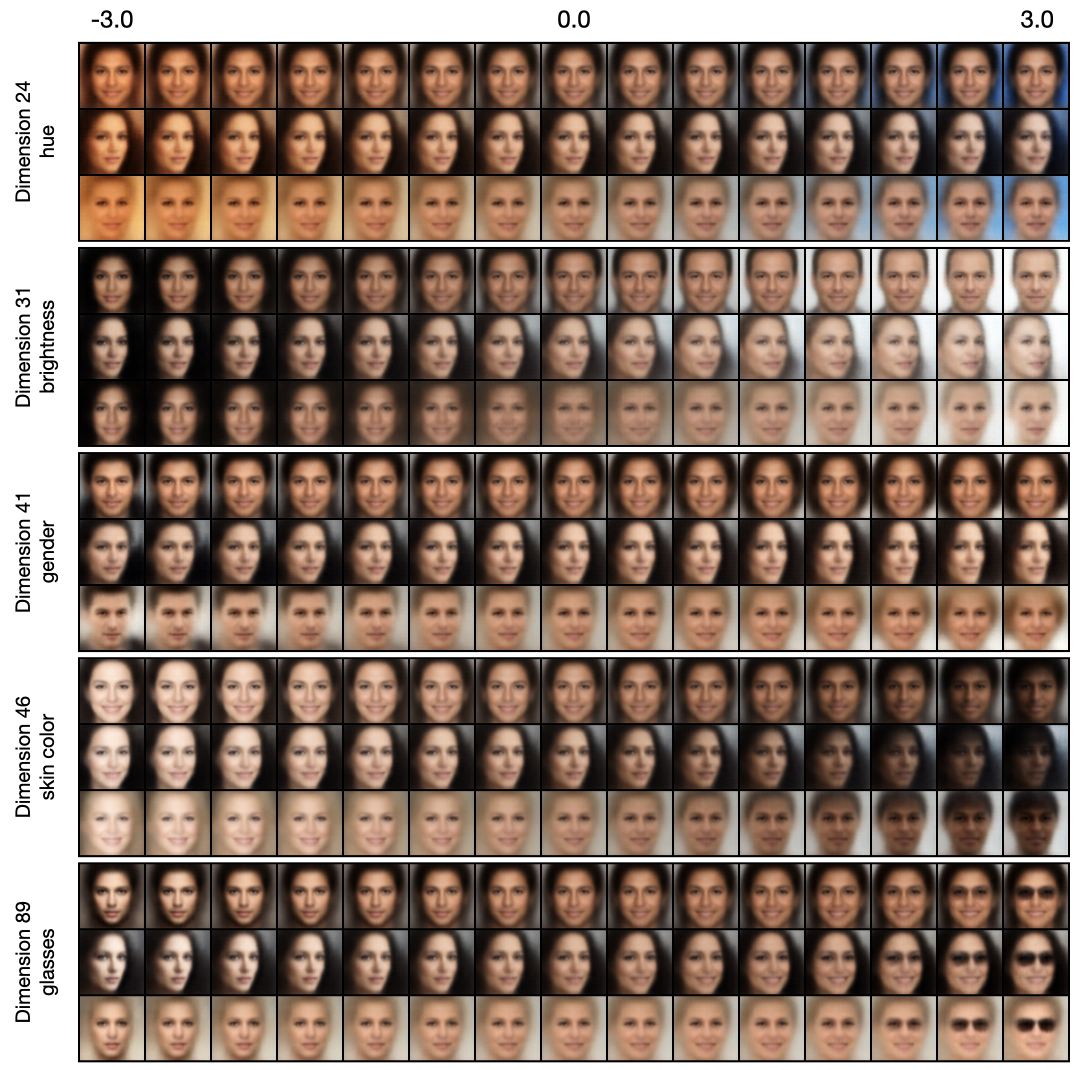 -3.0 0.0 3.0
Dimension 24
hue
Dimension 31
brightness
Dimension 41
gender
Dimension 46
skin color
Dimension 89
glasses